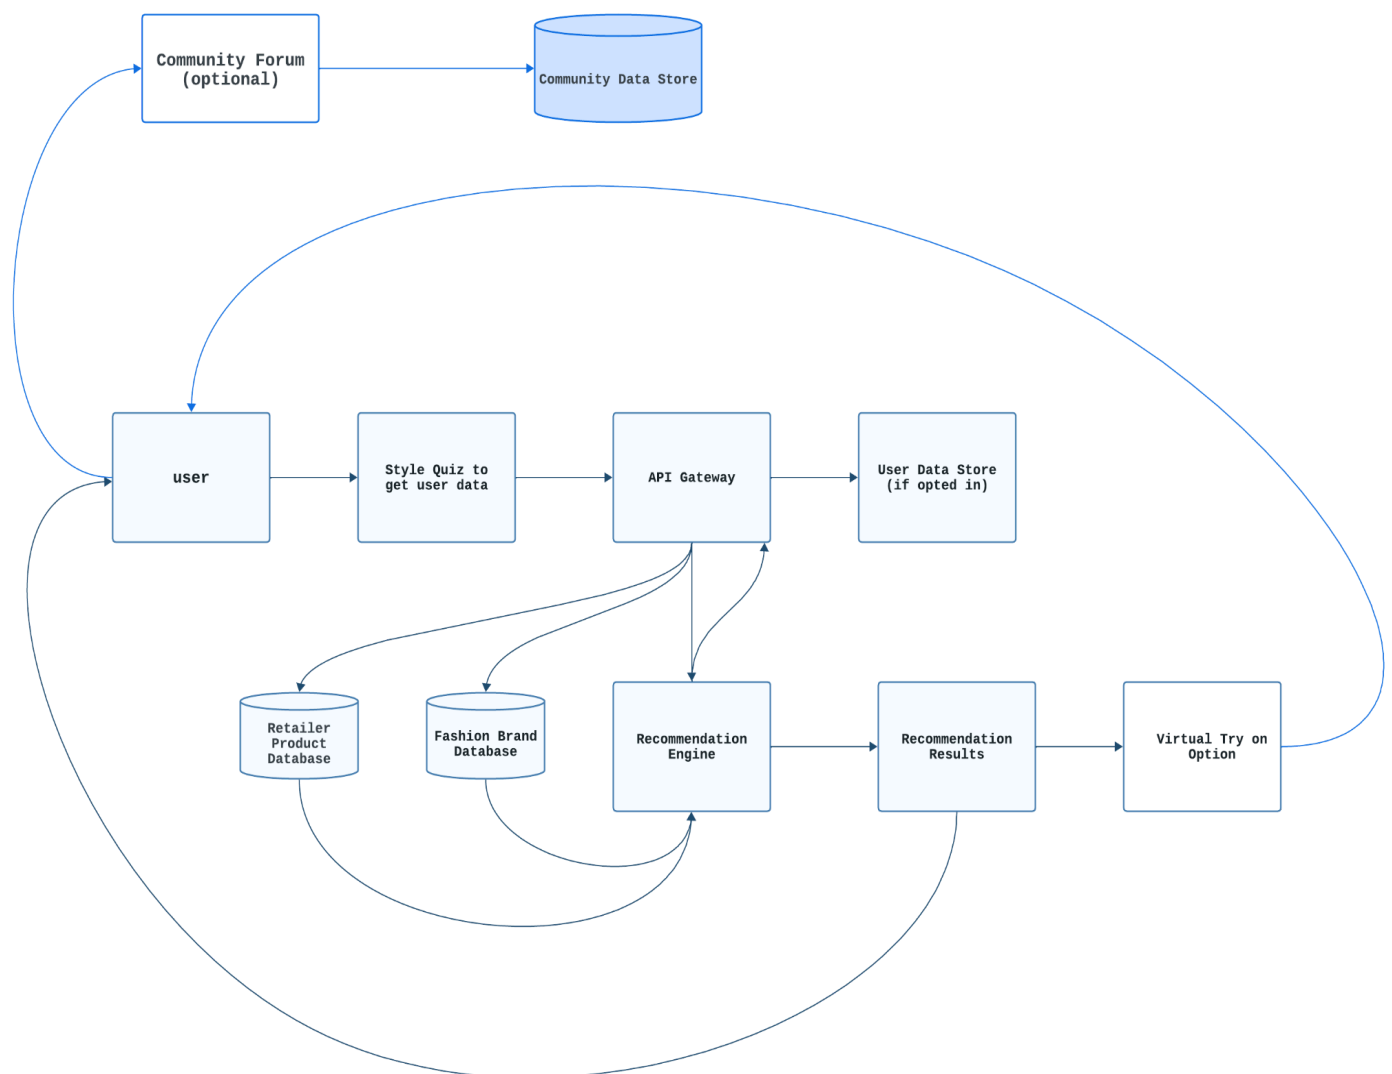 Community Forum
(optional)
Community Data Store
user
Style Quiz to
get user data
API Gateway
User Data Store
(if opted in)
Retailer
Product
Database
Fashion Brand
Database
Recommendation
Engine
Recommendation
Results
Virtual Try on
Option